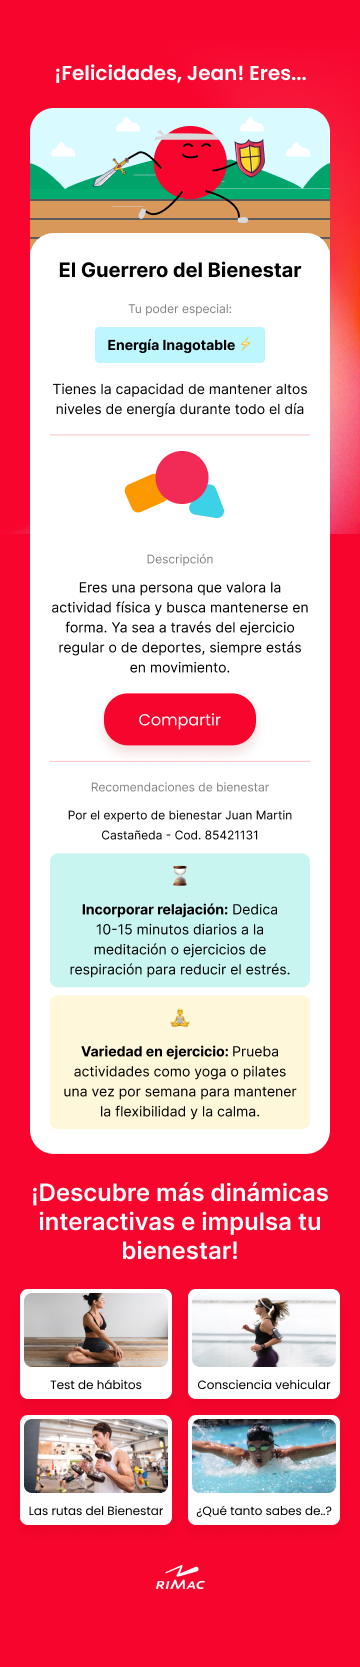 ¡Felicidades, Jean! Eres...
El Guerrero del Bienestar
Tu poder especial:
Energía Inagotable ⚡
Tienes la capacidad de mantener altos
niveles de energía durante todo el día
Descripción
Eres una persona que valora la
actividad física y busca mantenerse en
forma. Ya sea a través del ejercicio
regular o de deportes, siempre estás
en movimiento.
Compartir
Recomendaciones de bienestar
Por el experto de bienestar Juan Martin
Castañeda - Cod. 85421131
Incorporar relajación: Dedica
10-15 minutos diarios a la
meditación o ejercicios de
respiración para reducir el estrés.
Variedad en ejercicio: Prueba
actividades como yoga o pilates
una vez por semana para mantener
la flexibilidad y la calma.
¡Descubre más dinámicas
interactivas e impulsa tu
bienestar!
Test de hábitos
Consciencia vehicular
Las rutas del Bienestar
¿Qué tanto sabes de..?
RIMAC